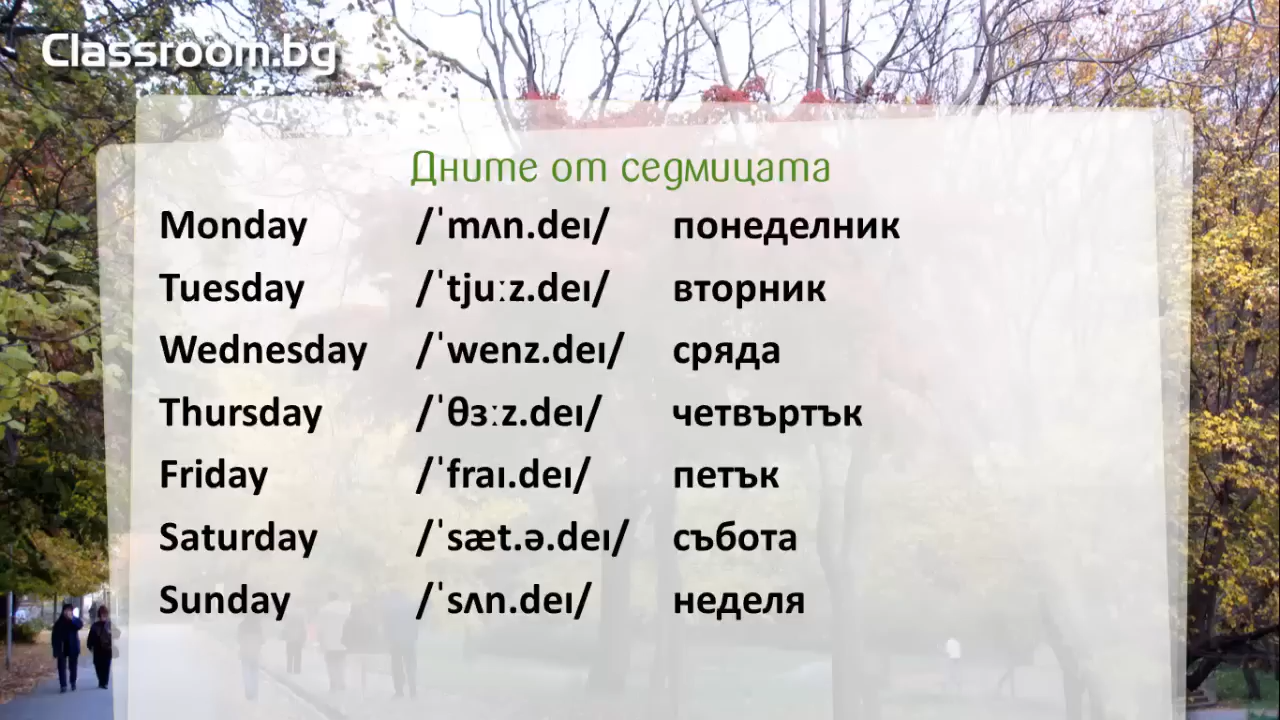 Classroom.bg
Дните от седмицата
Monday /ˈmʌn.deɪ/ понеделник
Tuesday /ˈtjuːz.deɪ/ вторник
Wednesday /ˈwenz.deɪ/ сряда
Thursday /ˈθɜːz.deɪ/ четвъртък
Friday /ˈfraɪ.deɪ/ петък
Saturday /ˈsæt.ə.deɪ/ събота
Sunday /ˈsʌn.deɪ/ неделя